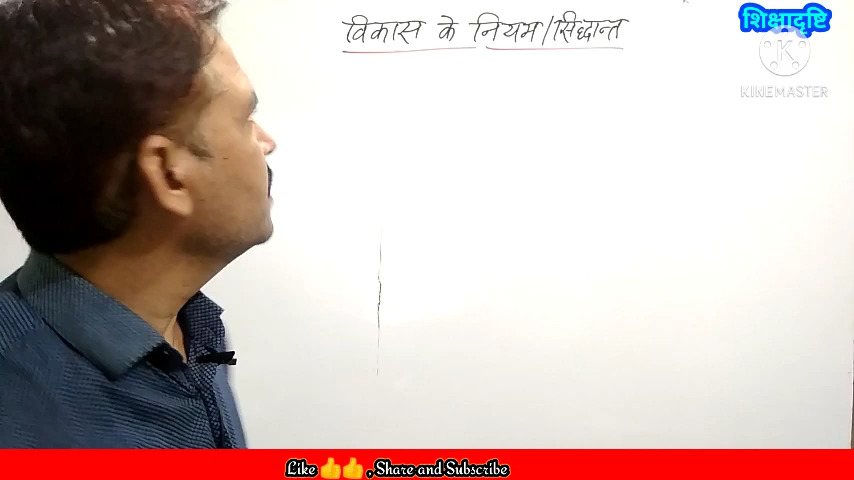 विकास के नियम/सिद्धान्त
शिक्षादृष्टि
KINEMASTER
Like 👍👍 , Share and Subscribe